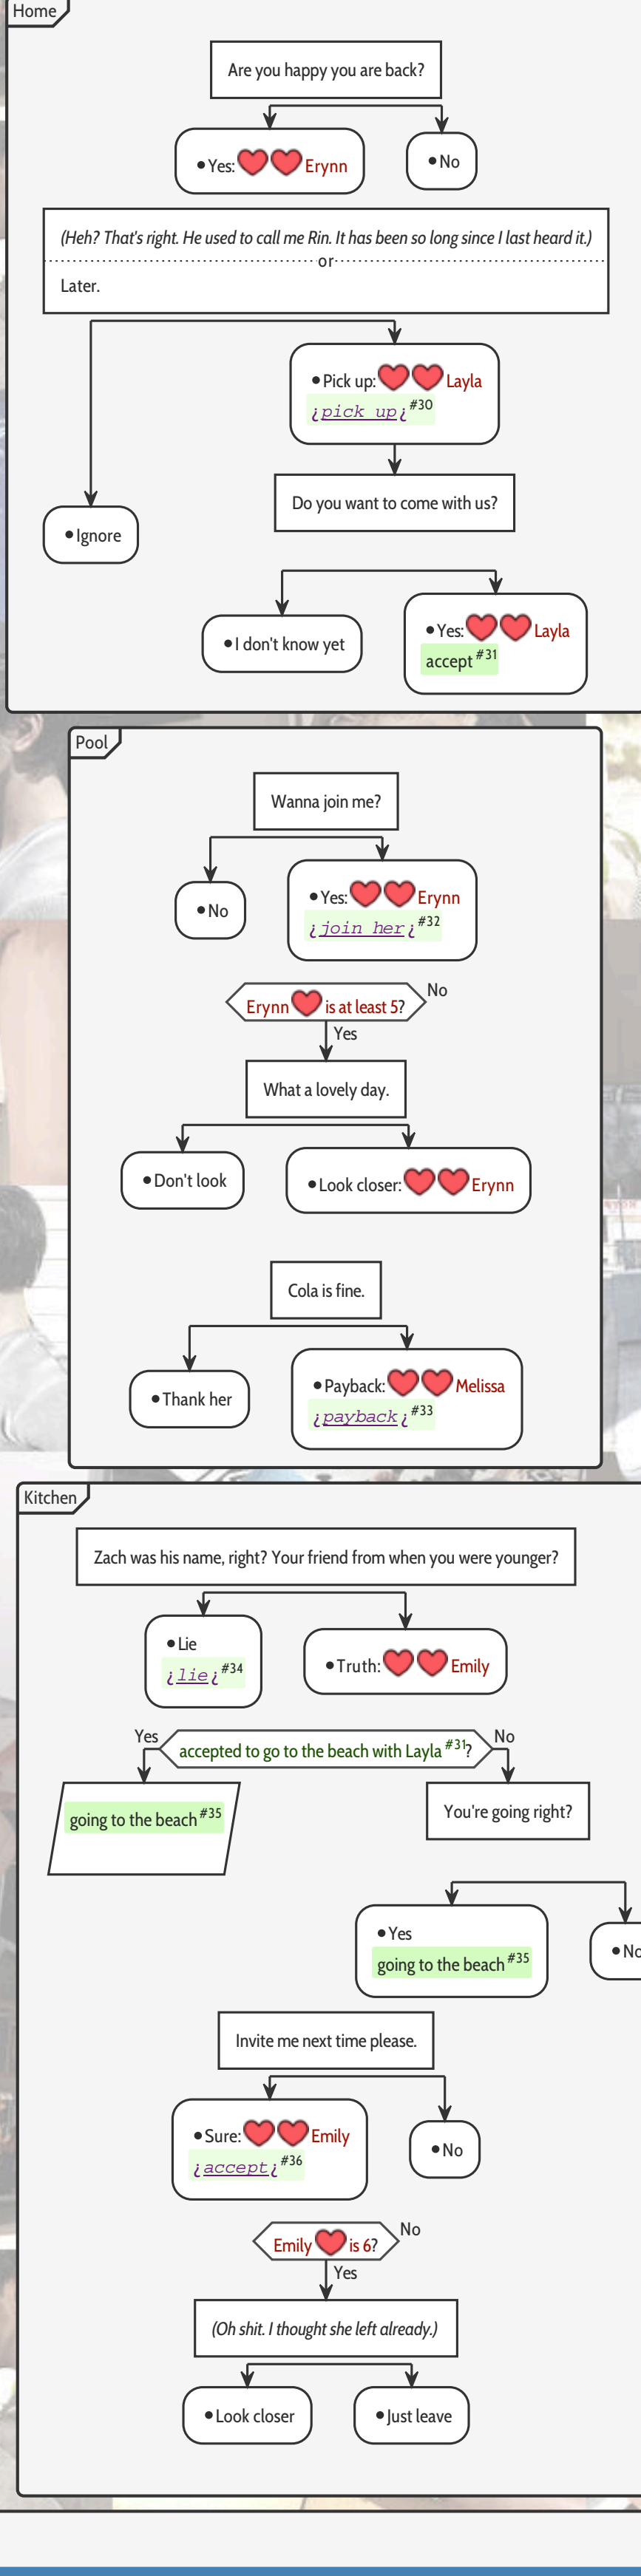 Home
Are you happy you are back?
•Yes: Erynn
•No
(Heh? That's right. He used to call me Rin. It has been so long since I last heard it.)
or
Later.
•Pick up: Layla
¿pick up¿ #30
Do you want to come with us?
•Ignore
•I don't know yet
•Yes: Layla
accept #31
Pool
Wanna join me?
•No
•Yes: Erynn
¿join her¿ #32
Erynn is at least 5?
No
Yes
What a lovely day.
•Don't look
•Look closer: Erynn
Cola is fine.
•Thank her
•Payback: Melissa
¿payback¿ #33
Kitchen
Zach was his name, right? Your friend from when you were younger?
•Lie
¿lie¿ #34
•Truth: Emily
Yes
accepted to go to the beach with Layla #31?
No
going to the beach #35
You're going right?
•Yes
going to the beach #35
•No
Invite me next time please.
•Sure: Emily
¿accept¿ #36
•No
Emily is 6?
No
Yes
(Oh shit. I thought she left already.)
•Look closer
•Just leave